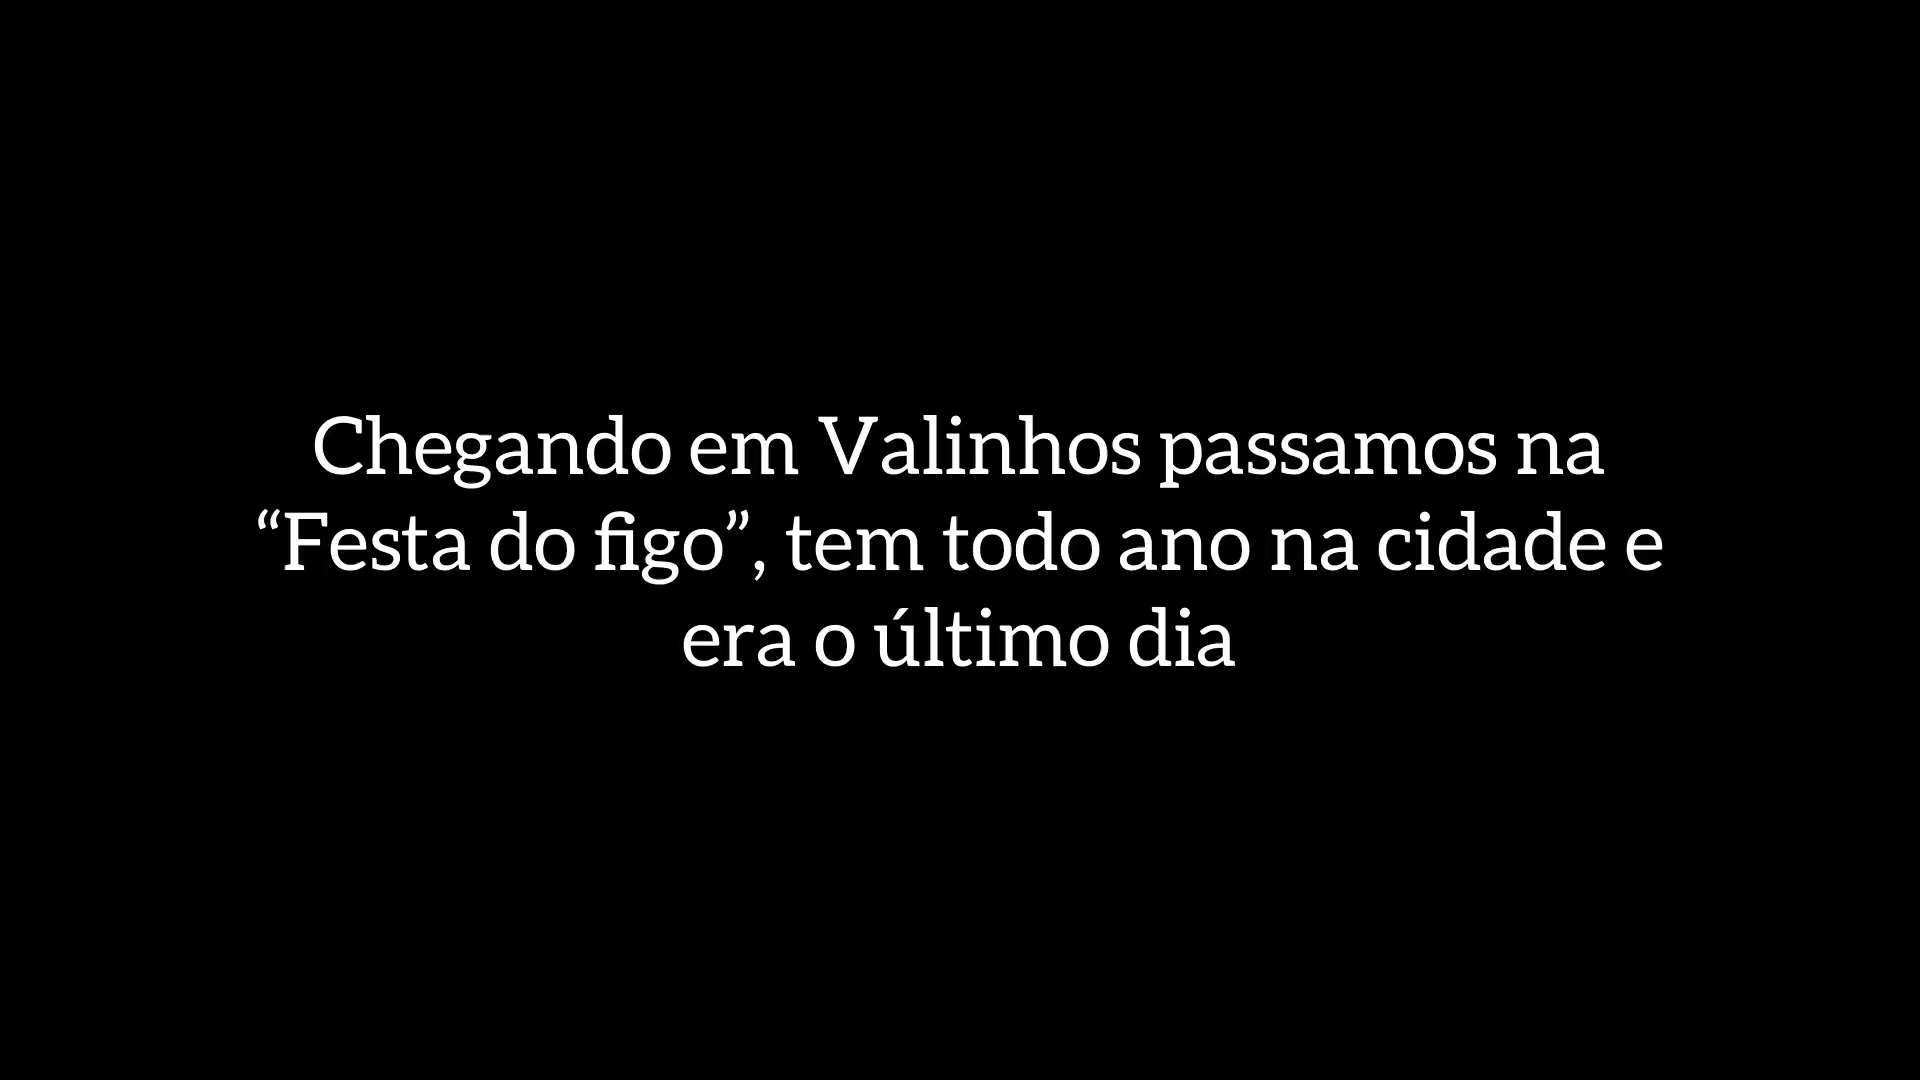 Chegando em Valinhos passamos na
“Festa do figo”, tem todo ano na cidade e
era o último dia